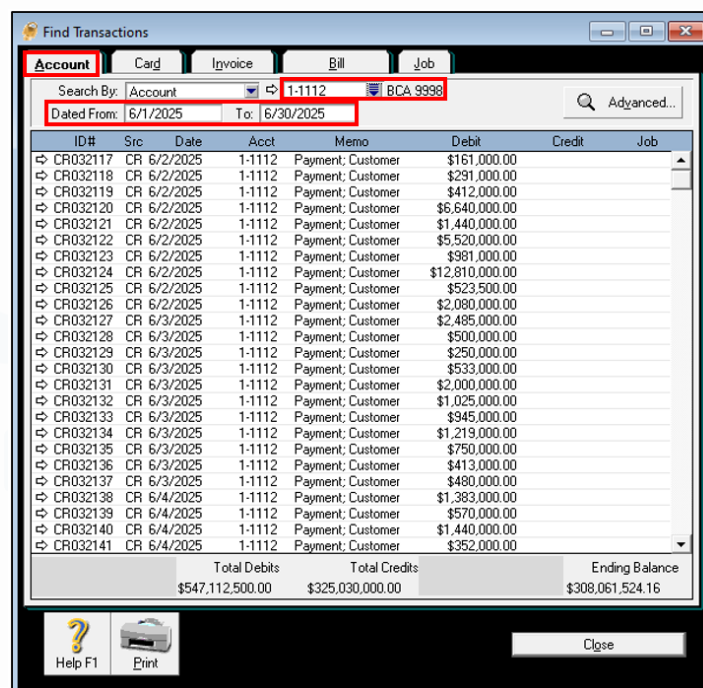 Find Transactions
Account Card Invoice Bill Job
Search By: Account 1-1112 BCA 9998
Dated From: 6/1/2025 To: 6/30/2025 Advanced...
ID# Src Date Acct Memo Debit Credit Job
CR032117 CR 6/2/2025 1-1112 Payment; Customer $161,000.00
CR032118 CR 6/2/2025 1-1112 Payment; Customer $291,000.00
CR032119 CR 6/2/2025 1-1112 Payment; Customer $412,000.00
CR032120 CR 6/2/2025 1-1112 Payment; Customer $6,640,000.00
CR032121 CR 6/2/2025 1-1112 Payment; Customer $1,440,000.00
CR032122 CR 6/2/2025 1-1112 Payment; Customer $5,520,000.00
CR032123 CR 6/2/2025 1-1112 Payment; Customer $981,000.00
CR032124 CR 6/2/2025 1-1112 Payment; Customer $12,810,000.00
CR032125 CR 6/2/2025 1-1112 Payment; Customer $523,500.00
CR032126 CR 6/2/2025 1-1112 Payment; Customer $2,080,000.00
CR032127 CR 6/3/2025 1-1112 Payment; Customer $2,485,000.00
CR032128 CR 6/3/2025 1-1112 Payment; Customer $500,000.00
CR032129 CR 6/3/2025 1-1112 Payment; Customer $250,000.00
CR032130 CR 6/3/2025 1-1112 Payment; Customer $533,000.00
CR032131 CR 6/3/2025 1-1112 Payment; Customer $2,000,000.00
CR032132 CR 6/3/2025 1-1112 Payment; Customer $1,025,000.00
CR032133 CR 6/3/2025 1-1112 Payment; Customer $945,000.00
CR032134 CR 6/3/2025 1-1112 Payment; Customer $1,219,000.00
CR032135 CR 6/3/2025 1-1112 Payment; Customer $750,000.00
CR032136 CR 6/3/2025 1-1112 Payment; Customer $413,000.00
CR032137 CR 6/3/2025 1-1112 Payment; Customer $480,000.00
CR032138 CR 6/4/2025 1-1112 Payment; Customer $1,383,000.00
CR032139 CR 6/4/2025 1-1112 Payment; Customer $570,000.00
CR032140 CR 6/4/2025 1-1112 Payment; Customer $1,440,000.00
CR032141 CR 6/4/2025 1-1112 Payment; Customer $352,000.00
Total Debits Total Credits Ending Balance
$547,112,500.00 $325,030,000.00 $308,061,524.16
Help F1 Print Close